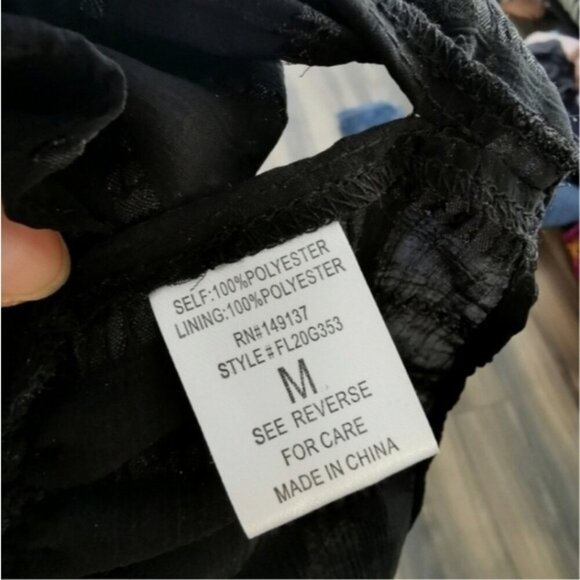 SELF:100%POLYESTER
LINING:100%POLYESTER
RN#149137
STYLE#FL20G353
M
SEE REVERSE
FOR CARE
MADE IN CHINA